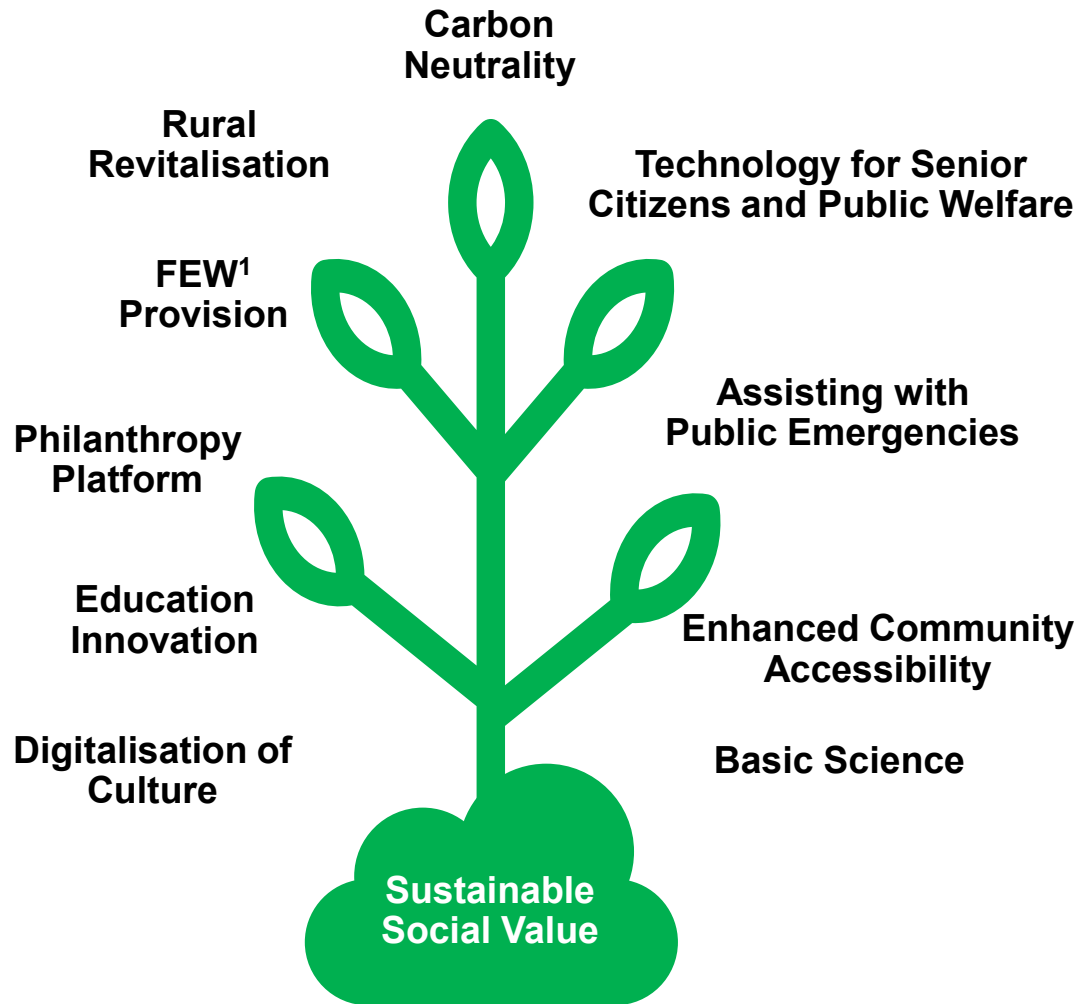 Carbon
Neutrality
Rural
Revitalisation
Technology for Senior
Citizens and Public Welfare
FEW¹
Provision
Assisting with
Public Emergencies
Philanthropy
Platform
Education
Innovation
Enhanced Community
Accessibility
Digitalisation of
Culture
Basic Science
Sustainable
Social Value